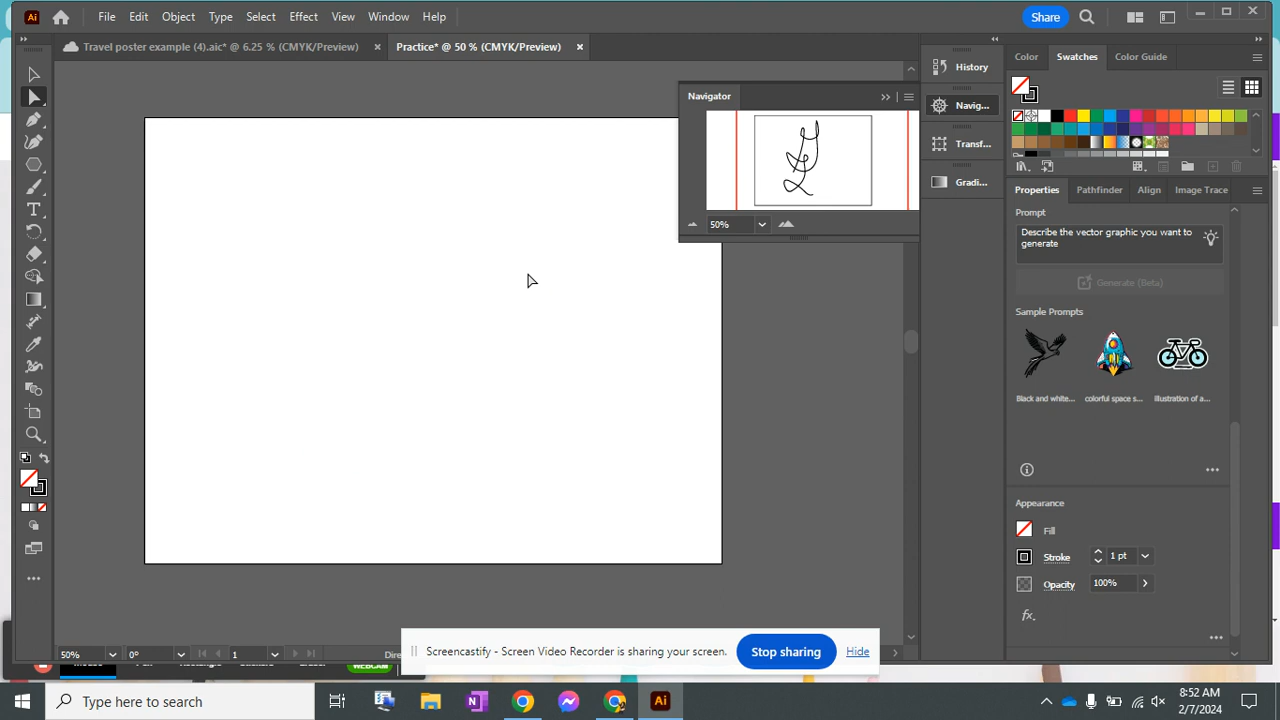 Ai File Edit Object Type Select Effect View Window Help Share
Travel poster example (4).aic* @ 6.25 % (CMYK/Preview) × Practice* @ 50 % (CMYK/Preview) ×
History
Navig...
Transf...
Gradi...
Navigator
50%
Color Swatches Color Guide
Properties Pathfinder Align Image Trace
Prompt
Describe the vector graphic you want to
generate
Generate (Beta)
Sample Prompts
Black and white... colorful space s... Illustration of a...
Appearance
Fill
Stroke 1 pt
Opacity 100%
fx.
50% 0° 1 Dire
Screencastify - Screen Video Recorder is sharing your screen. Stop sharing Hide
WEBCAM
Type here to search
Ai
8:52 AM
2/7/2024